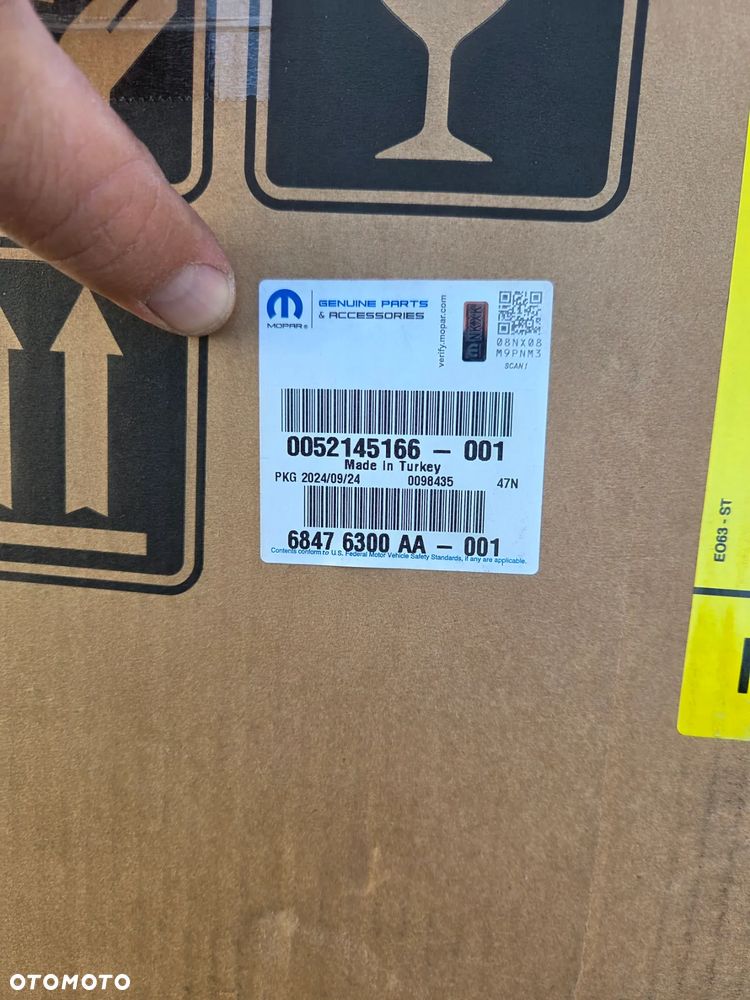 MOPAR®
GENUINE PARTS
& ACCESSORIES
verify.mopar.com
NKXK
08NX08
M9PNM3
SCAN!
0052145166 - 001
Made in Turkey
PKG 2024/09/24 0098435 47N
6847 6300 AA - 001
Contents conform to U.S. Federal Motor Vehicle Safety Standards, if any are applicable.
EO63 - ST
OTOMOTO